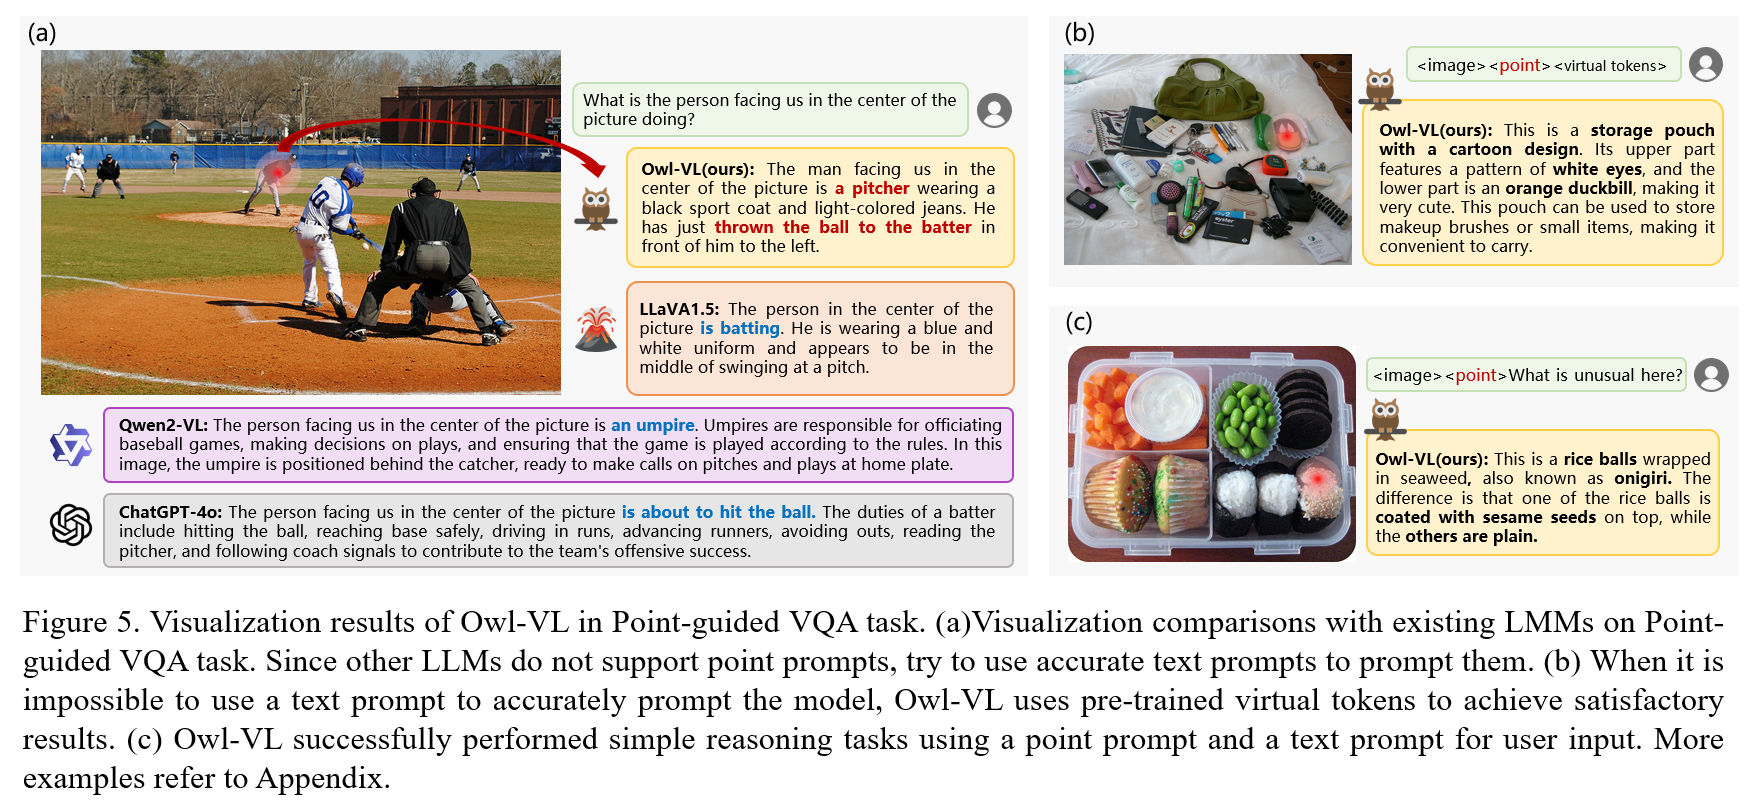 (a)
What is the person facing us in the center of the
picture doing?
Owl-VL(ours): The man facing us in the
center of the picture is a pitcher wearing a
black sport coat and light-colored jeans. He
has just thrown the ball to the batter in
front of him to the left.
LLaVA1.5: The person in the center of the
picture is batting. He is wearing a blue and
white uniform and appears to be in the
middle of swinging at a pitch.
Qwen2-VL: The person facing us in the center of the picture is an umpire. Umpires are responsible for officiating
baseball games, making decisions on plays, and ensuring that the game is played according to the rules. In this
image, the umpire is positioned behind the catcher, ready to make calls on pitches and plays at home plate.
ChatGPT-4o: The person facing us in the center of the picture is about to hit the ball. The duties of a batter
include hitting the ball, reaching base safely, driving in runs, advancing runners, avoiding outs, reading the
pitcher, and following coach signals to contribute to the team's offensive success.
(b)
<image><point><virtual tokens>
Owl-VL(ours): This is a storage pouch
with a cartoon design. Its upper part
features a pattern of white eyes, and the
lower part is an orange duckbill, making it
very cute. This pouch can be used to store
makeup brushes or small items, making it
convenient to carry.
(c)
<image><point>What is unusual here?
Owl-VL(ours): This is a rice balls wrapped
in seaweed, also known as onigiri. The
difference is that one of the rice balls is
coated with sesame seeds on top, while
the others are plain.
Figure 5. Visualization results of Owl-VL in Point-guided VQA task. (a)Visualization comparisons with existing LMMs on Point-
guided VQA task. Since other LLMs do not support point prompts, try to use accurate text prompts to prompt them. (b) When it is
impossible to use a text prompt to accurately prompt the model, Owl-VL uses pre-trained virtual tokens to achieve satisfactory
results. (c) Owl-VL successfully performed simple reasoning tasks using a point prompt and a text prompt for user input. More
examples refer to Appendix.